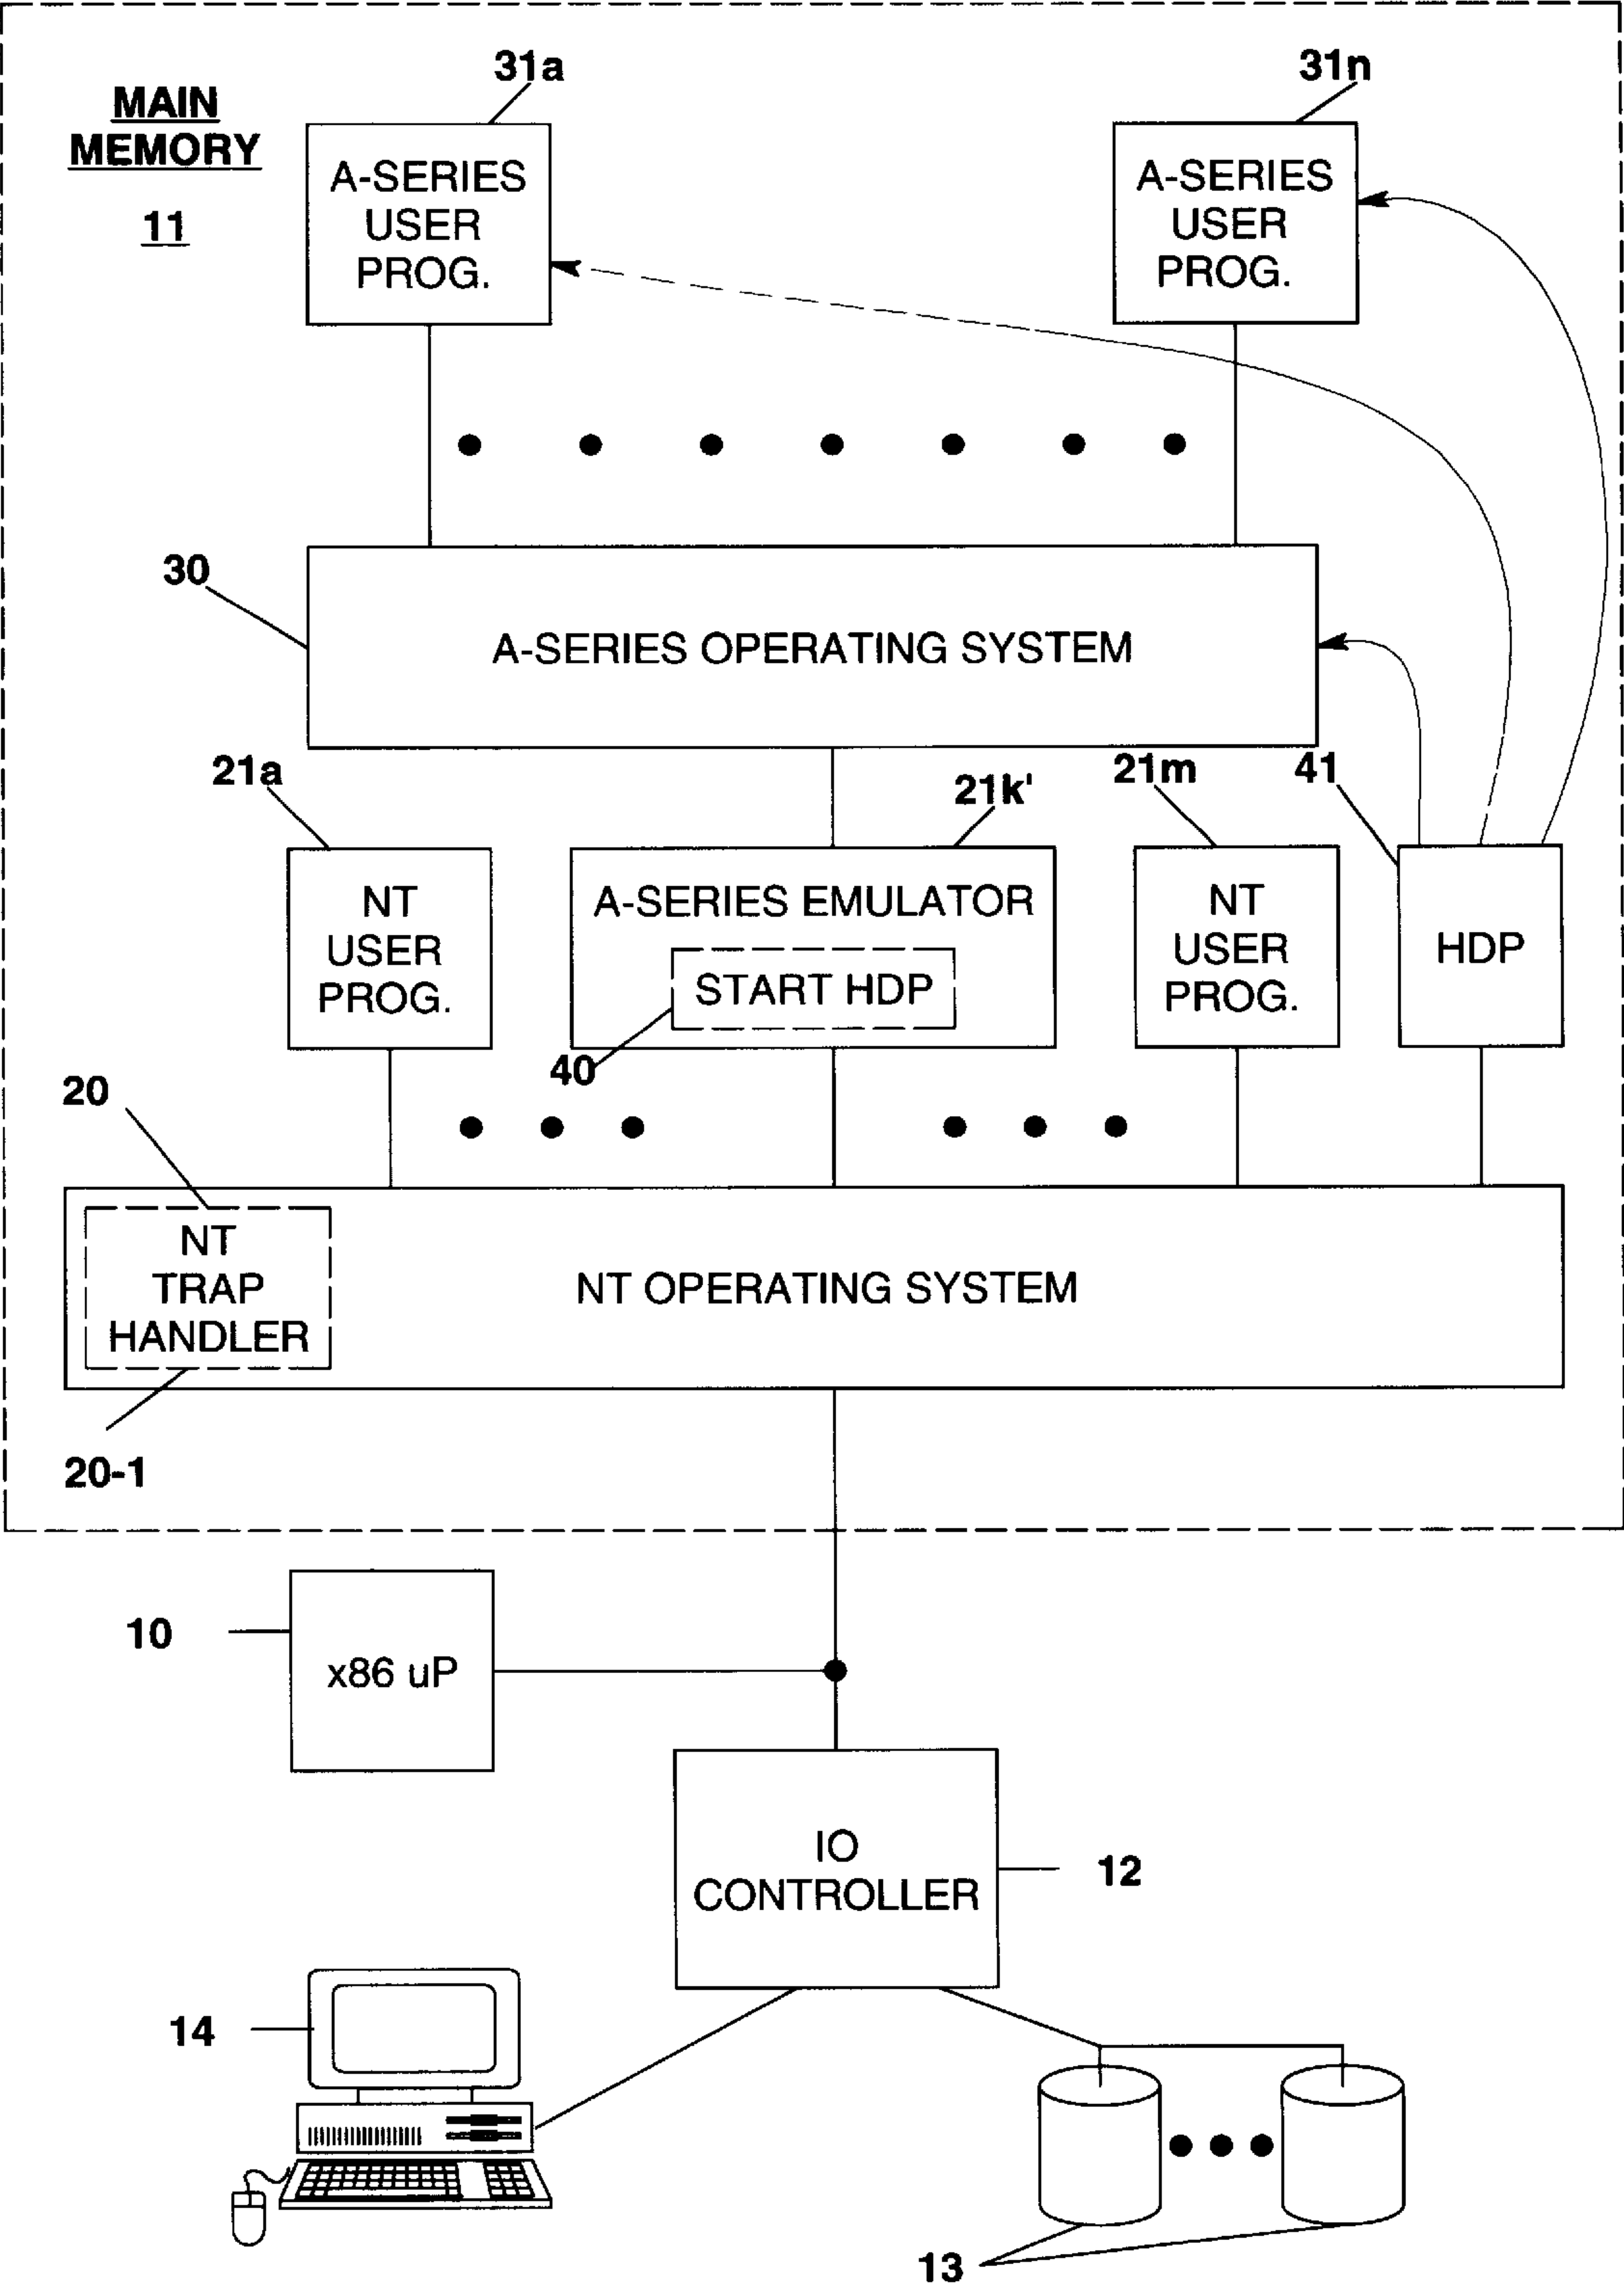 31a
31n
MAIN
MEMORY
11
A-SERIES
USER
PROG.
A-SERIES
USER
PROG.
30
A-SERIES OPERATING SYSTEM
21a
21k'
21m
41
NT
USER
PROG.
A-SERIES EMULATOR
START HDP
40
NT
USER
PROG.
HDP
20
NT
TRAP
HANDLER
NT OPERATING SYSTEM
20-1
10
x86 uP
IO
CONTROLLER
12
14
13